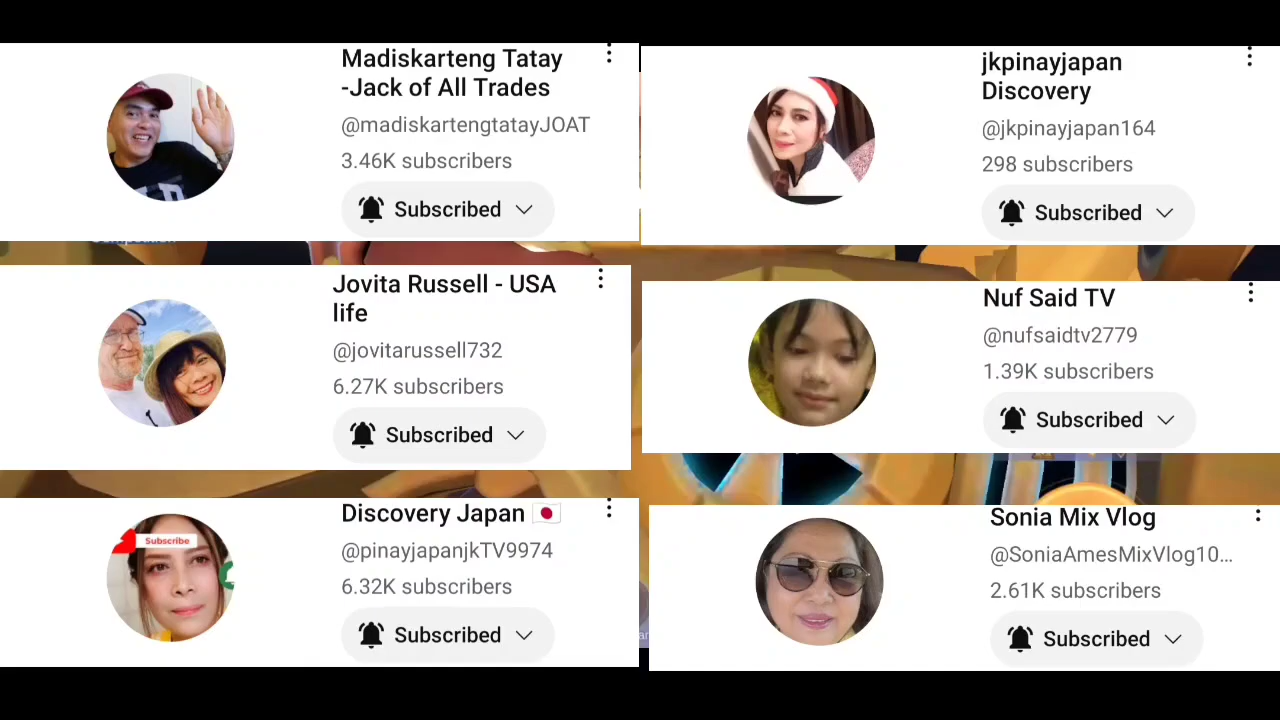 Madiskarteng Tatay
-Jack of All Trades
@madiskartengtatayJOAT
3.46K subscribers
Subscribed
jkpinayjapan
Discovery
@jkpinayjapan164
298 subscribers
Subscribed
Jovita Russell - USA
life
@jovitarussell732
6.27K subscribers
Subscribed
Nuf Said TV
@nufsaidtv2779
1.39K subscribers
Subscribed
Subscribe
Discovery Japan 🇯🇵
@pinayjapanjkTV9974
6.32K subscribers
Subscribed
Sonia Mix Vlog
@SoniaAmesMixVlog10...
2.61K subscribers
Subscribed